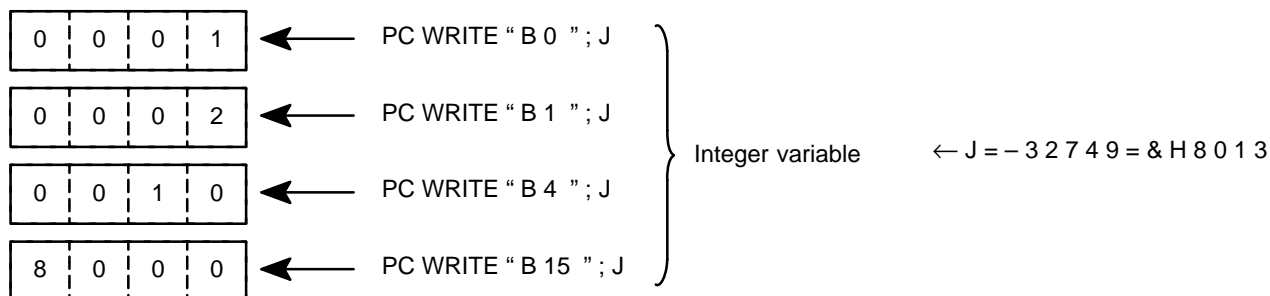 0 0 0 1 PC WRITE “ B 0 ” ; J
0 0 0 2 PC WRITE “ B 1 ” ; J
Integer variable ← J = – 3 2 7 4 9 = & H 8 0 1 3
0 0 1 0 PC WRITE “ B 4 ” ; J
8 0 0 0 PC WRITE “ B 15 ” ; J